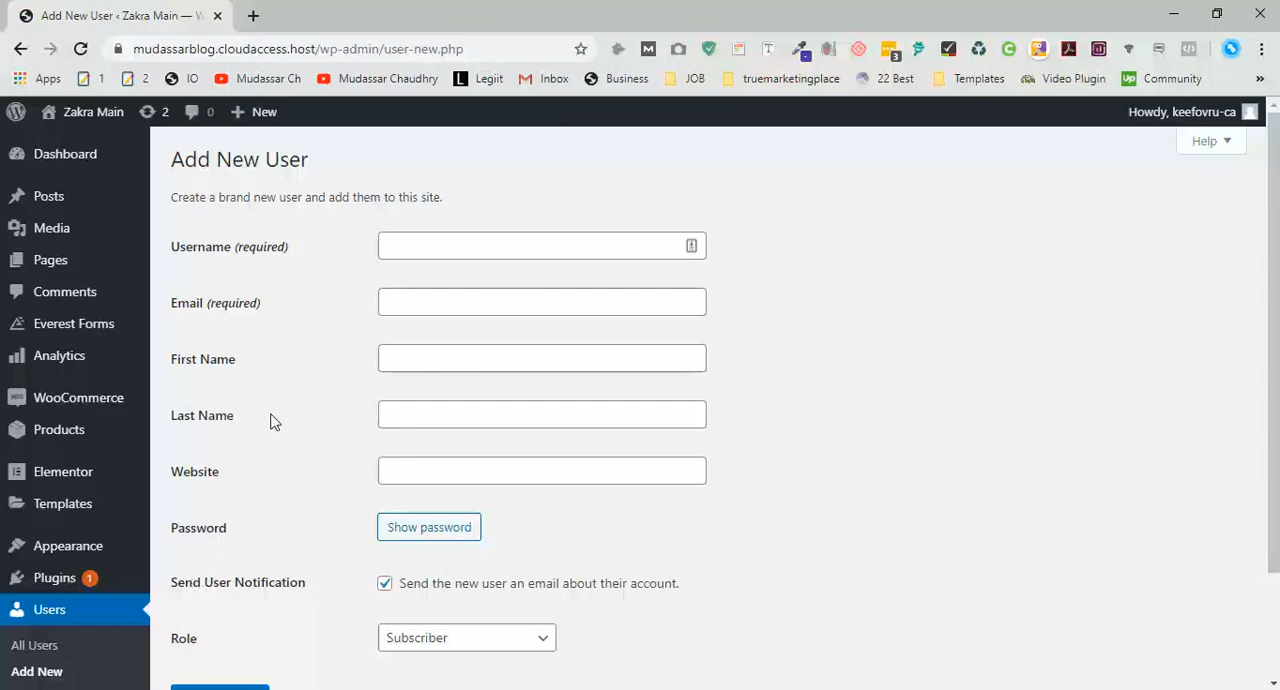 Add New User ‹ Zakra Main — W
mudassarblog.cloudaccess.host/wp-admin/user-new.php
3
Apps
1
2
IO
Mudassar Ch
Mudassar Chaudhry
Legiit
Inbox
Business
JOB
truemarketingplace
22 Best
Templates
Video Plugin
Up Community
»
Zakra Main
2
0
New
Howdy, keefovru-ca
Help
Dashboard
Posts
Media
Pages
Comments
Everest Forms
Analytics
WooCommerce
Products
Elementor
Templates
Appearance
Plugins 1
Users
All Users
Add New
Add New User
Create a brand new user and add them to this site.
Username (required)
Email (required)
First Name
Last Name
Website
Password
Show password
Send User Notification
Send the new user an email about their account.
Role
Subscriber